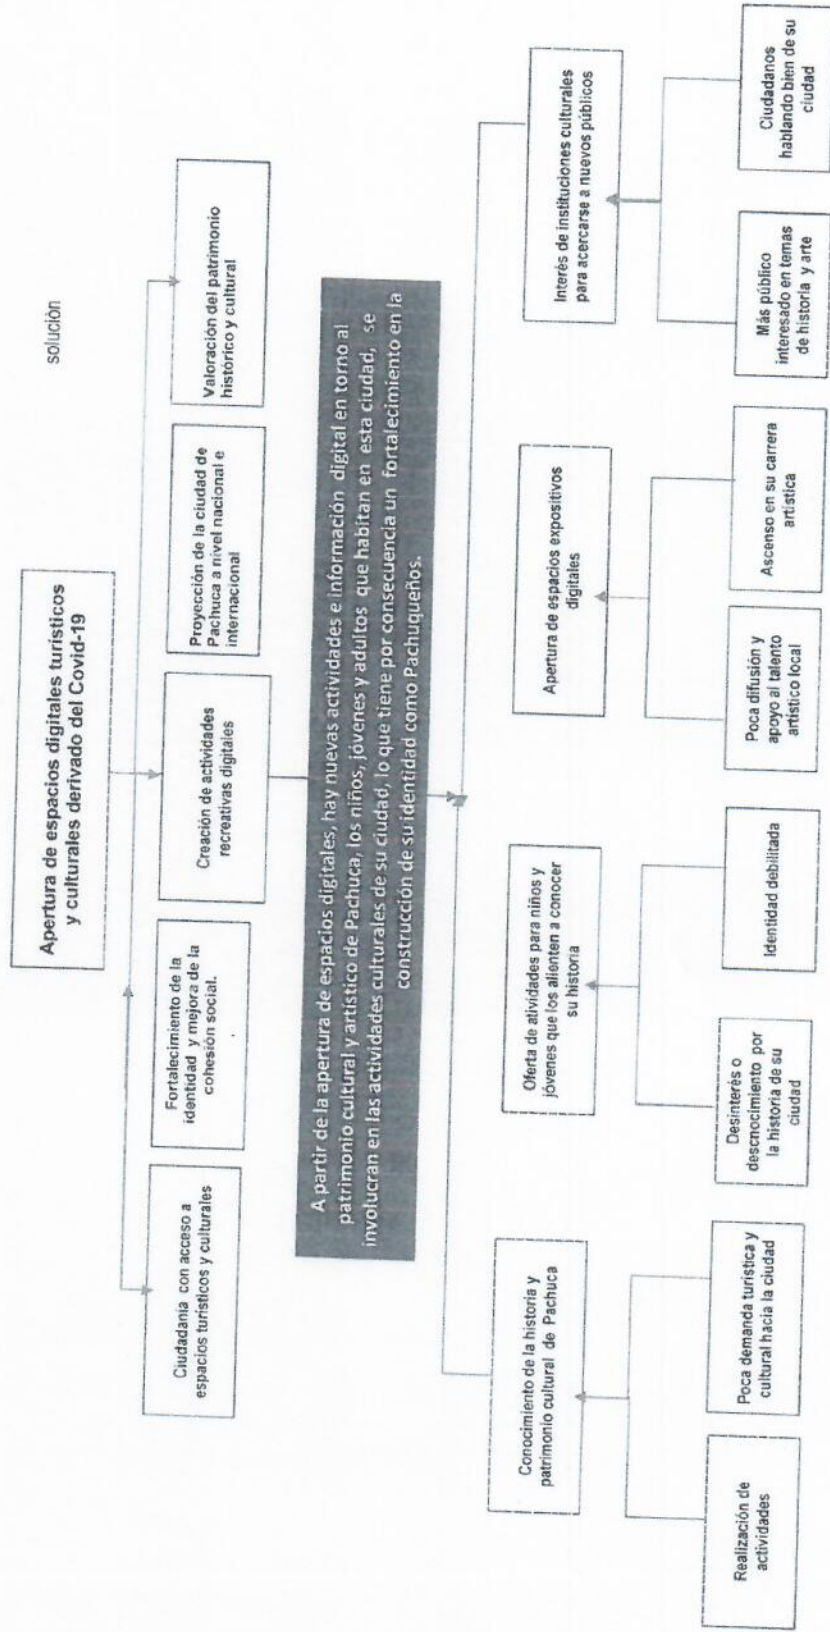 solución
Apertura de espacios digitales turísticos
y culturales derivado del Covid-19
Ciudadanía con acceso a
espacios turísticos y culturales
Fortalecimiento de la
identidad y mejora de la
cohesión social.
Creación de actividades
recreativas digitales
Proyección de la ciudad de
Pachuca a nivel nacional e
internacional
Valoración del patrimonio
histórico y cultural
A partir de la apertura de espacios digitales, hay nuevas actividades e información digital en torno al
patrimonio cultural y artístico de Pachuca, los niños, jóvenes y adultos que habitan en esta ciudad, se
involucran en las actividades culturales de su ciudad, lo que tiene por consecuencia un fortalecimiento en la
construcción de su identidad como Pachuqueños.
Conocimiento de la historia y
patrimonio cultural de Pachuca
Oferta de atividades para niños y
jóvenes que los alienten a conocer
su historia
Apertura de espacios expositivos
digitales
Interés de instituciones culturales
para acercarse a nuevos públicos
Realización de
actividades
Poca demanda turística y
cultural hacia la ciudad
Desinterés o
descnocimiento por
la historia de su
ciudad
Identidad debilitada
Poca difusión y
apoyo al talento
artístico local
Ascenso en su carrera
artística
Más público
interesado en temas
de historia y arte
Ciudadanos
hablando bien de su
ciudad